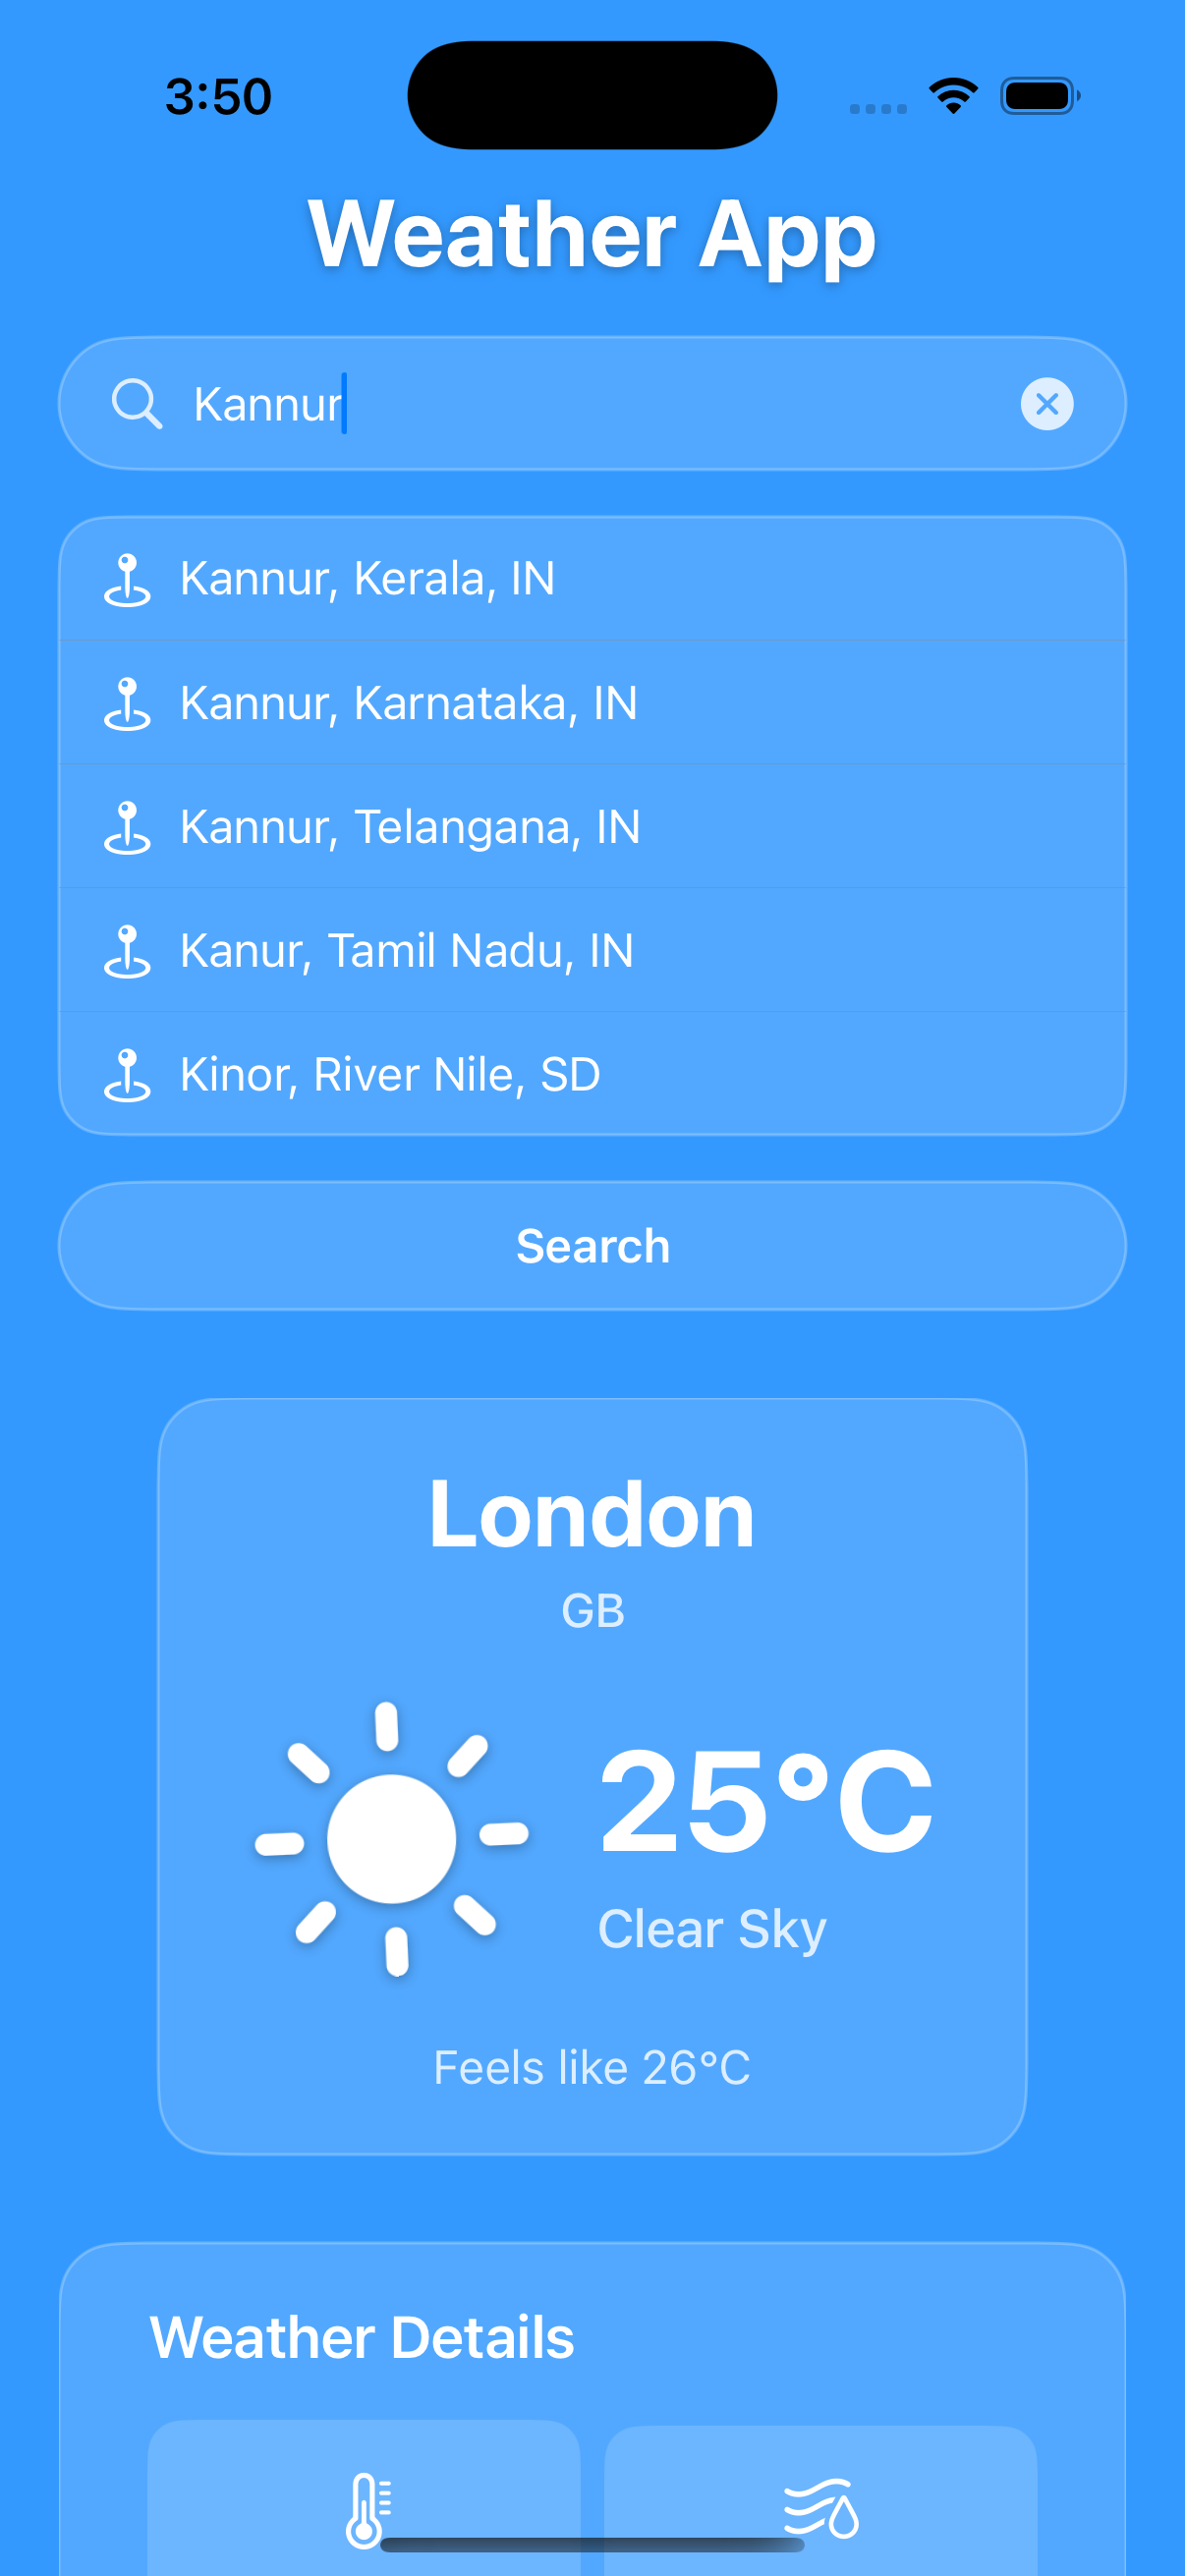 3:50
Weather App
Kannur
Kannur, Kerala, IN
Kannur, Karnataka, IN
Kannur, Telangana, IN
Kanur, Tamil Nadu, IN
Kinor, River Nile, SD
Search
London
GB
25°C
Clear Sky
Feels like 26°C
Weather Details